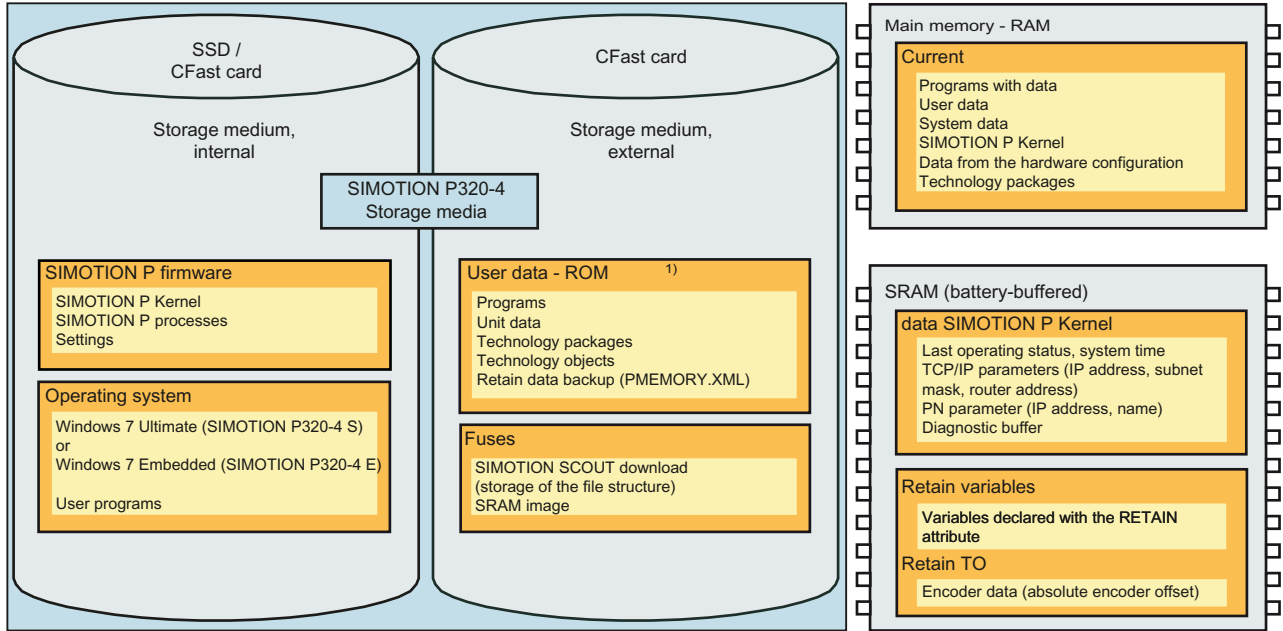 SSD /
CFast card
Storage medium,
internal
CFast card
Storage medium,
external
SIMOTION P320-4
Storage media
SIMOTION P firmware
SIMOTION P Kernel
SIMOTION P processes
Settings
Operating system
Windows 7 Ultimate (SIMOTION P320-4 S)
or
Windows 7 Embedded (SIMOTION P320-4 E)
User programs
User data - ROM 1)
Programs
Unit data
Technology packages
Technology objects
Retain data backup (PMEMORY.XML)
Fuses
SIMOTION SCOUT download
(storage of the file structure)
SRAM image
Main memory - RAM
Current
Programs with data
User data
System data
SIMOTION P Kernel
Data from the hardware configuration
Technology packages
SRAM (battery-buffered)
data SIMOTION P Kernel
Last operating status, system time
TCP/IP parameters (IP address, subnet
mask, router address)
PN parameter (IP address, name)
Diagnostic buffer
Retain variables
Variables declared with the RETAIN
attribute
Retain TO
Encoder data (absolute encoder offset)